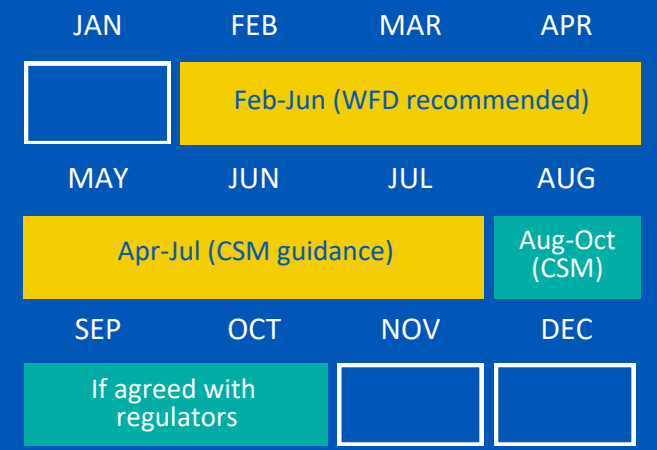 JAN FEB MAR APR
Feb-Jun (WFD recommended)
MAY JUN JUL AUG
Apr-Jul (CSM guidance)
Aug-Oct
(CSM)
SEP OCT NOV DEC
If agreed with
regulators